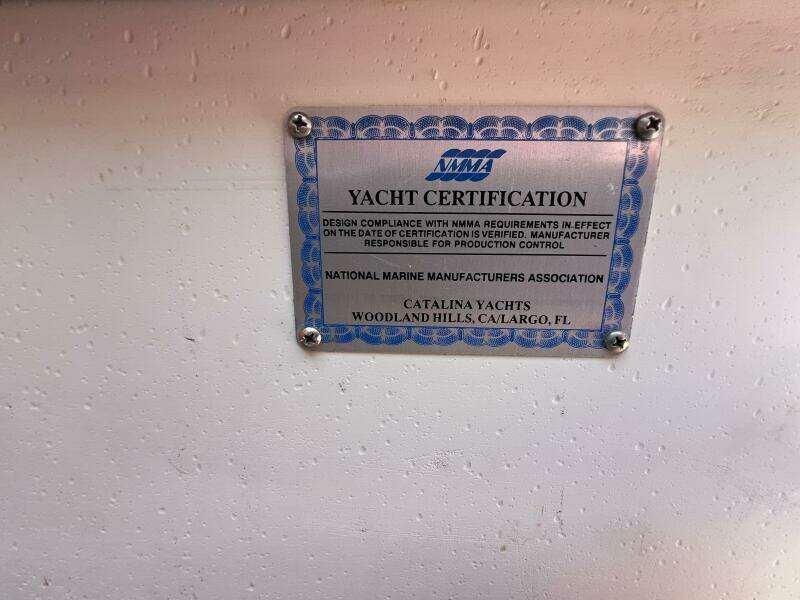 NMMA
YACHT CERTIFICATION
DESIGN COMPLIANCE WITH NMMA REQUIREMENTS IN EFFECT
ON THE DATE OF CERTIFICATION IS VERIFIED. MANUFACTURER
RESPONSIBLE FOR PRODUCTION CONTROL
NATIONAL MARINE MANUFACTURERS ASSOCIATION
CATALINA YACHTS
WOODLAND HILLS, CA/LARGO, FL